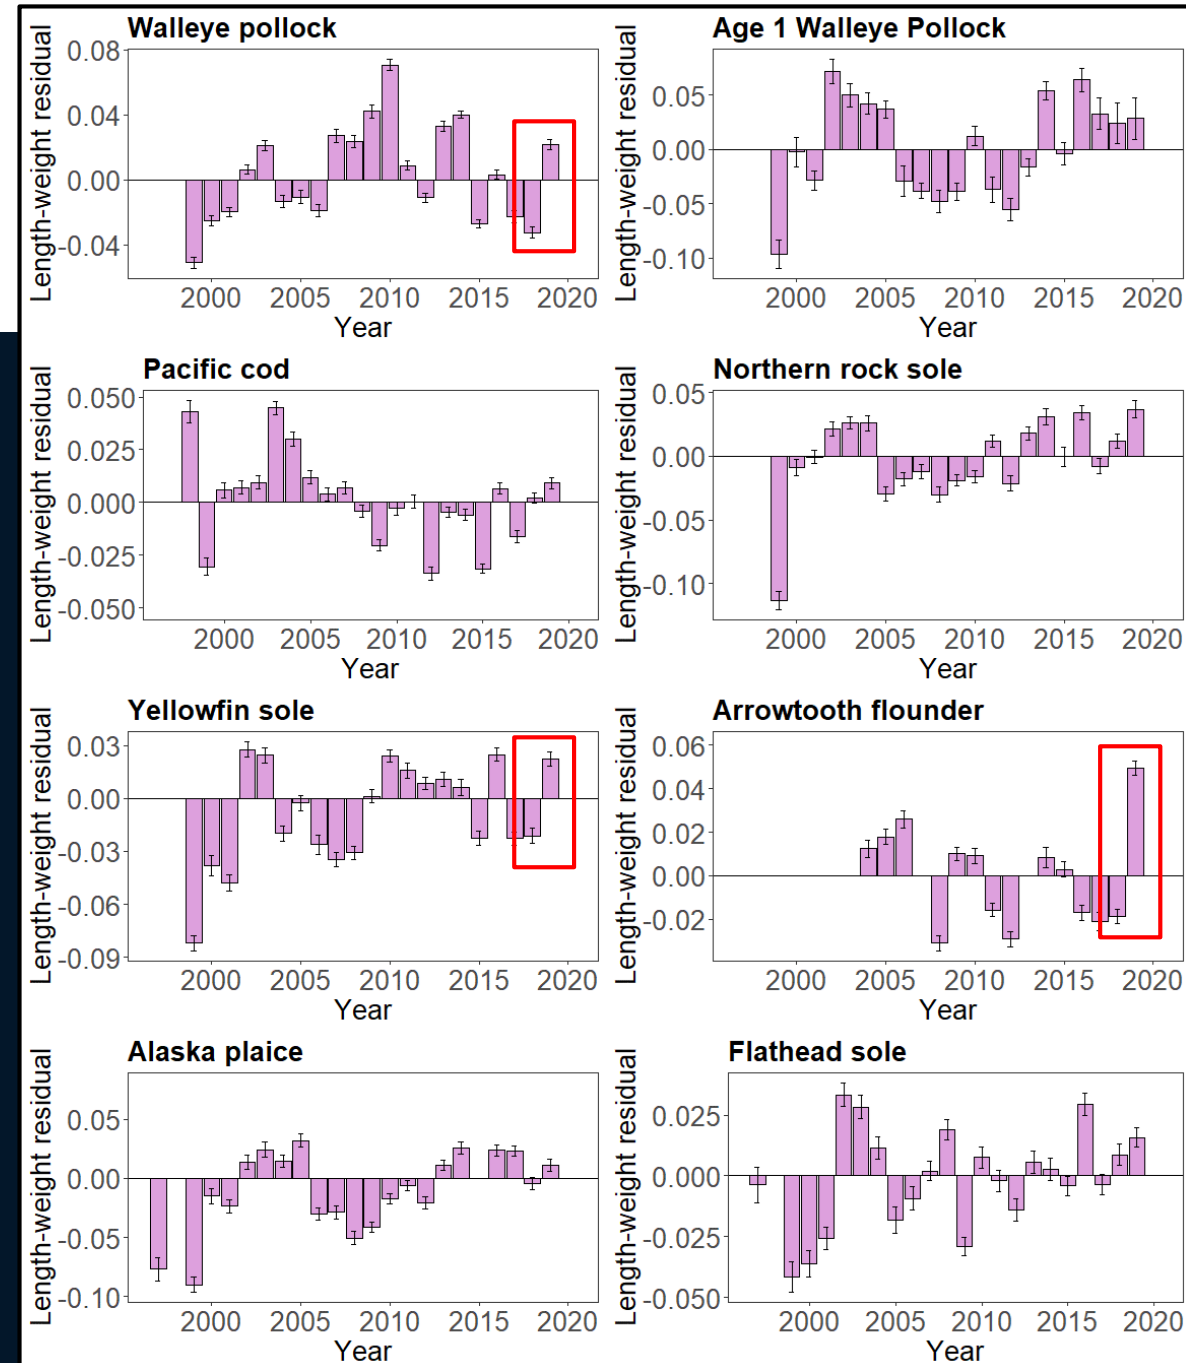 Walleye pollock
Length-weight residual
0.08
0.04
0.00
-0.04
2000 2005 2010 2015 2020
Year
Age 1 Walleye Pollock
Length-weight residual
0.05
0.00
-0.05
-0.10
2000 2005 2010 2015 2020
Year
Pacific cod
Length-weight residual
0.050
0.025
0.000
-0.025
-0.050
2000 2005 2010 2015 2020
Year
Northern rock sole
Length-weight residual
0.05
0.00
-0.05
-0.10
2000 2005 2010 2015 2020
Year
Yellowfin sole
Length-weight residual
0.03
0.00
-0.03
-0.06
-0.09
2000 2005 2010 2015 2020
Year
Arrowtooth flounder
Length-weight residual
0.06
0.04
0.02
0.00
-0.02
2000 2005 2010 2015 2020
Year
Alaska plaice
Length-weight residual
0.05
0.00
-0.05
-0.10
2000 2005 2010 2015 2020
Year
Flathead sole
Length-weight residual
0.025
0.000
-0.025
-0.050
2000 2005 2010 2015 2020
Year